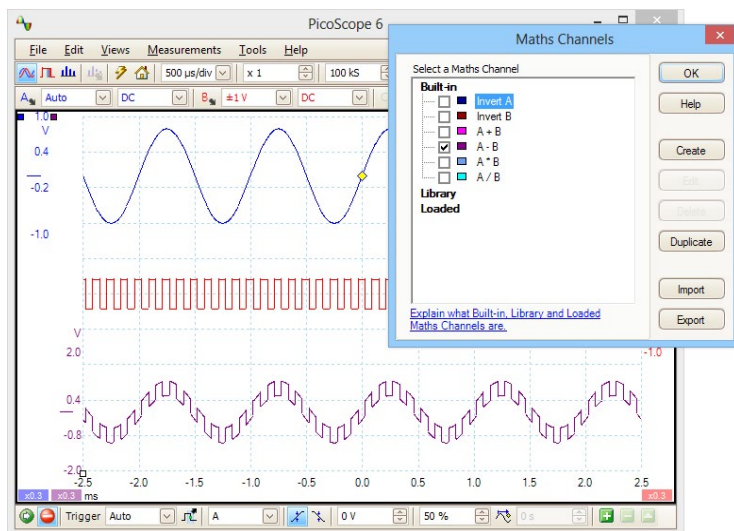 PicoScope 6
File Edit Views Measurements Tools Help
500 µs/div x 1 100 kS
A Auto DC B ±1 V DC
1.0
V
0.4
-0.2
-1.0
V
2.0
0.4
-0.8
-2.0
-1.0
-2.5 -2.0 -1.5 -1.0 -0.5 0.0 0.5 1.0 1.5 2.0 2.5
x0.3 x0.3 ms x0.3
Trigger Auto A 0 V 50 % 0 s
Maths Channels
Select a Maths Channel
Built-in
Invert A
Invert B
A + B
A - B
A * B
A / B
Library
Loaded
Explain what Built-in, Library and Loaded
Maths Channels are.
OK
Help
Create
Edit
Delete
Duplicate
Import
Export